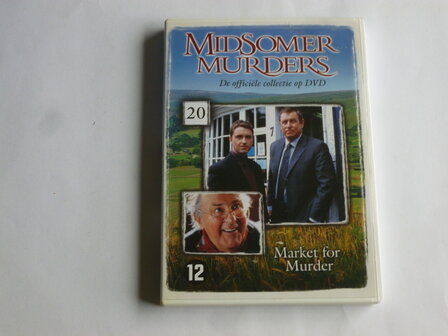 MIDSOMER
MURDERS
De officiële collectie op DVD
20
Market for
Murder
12